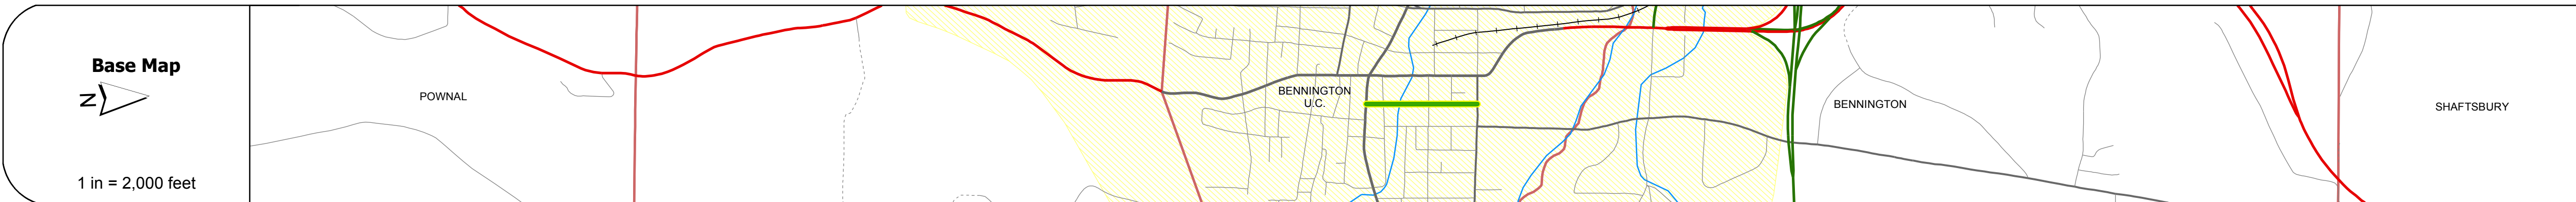 Base Map
N
1 in = 2,000 feet
POWNAL
BENNINGTON
U.C.
BENNINGTON
SHAFTSBURY